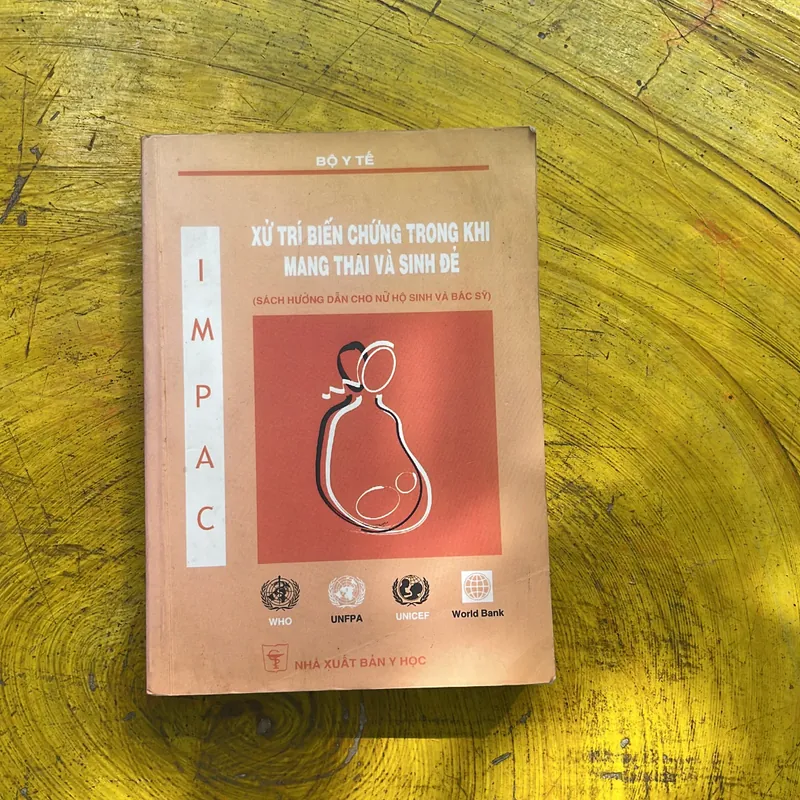 BỘ Y TẾ
XỬ TRÍ BIẾN CHỨNG TRONG KHI
MANG THAI VÀ SINH ĐẺ
(SÁCH HƯỚNG DẪN CHO NỮ HỘ SINH VÀ BÁC SỸ)
I
M
P
A
C
WHO
UNFPA
UNICEF
World Bank
NHÀ XUẤT BẢN Y HỌC